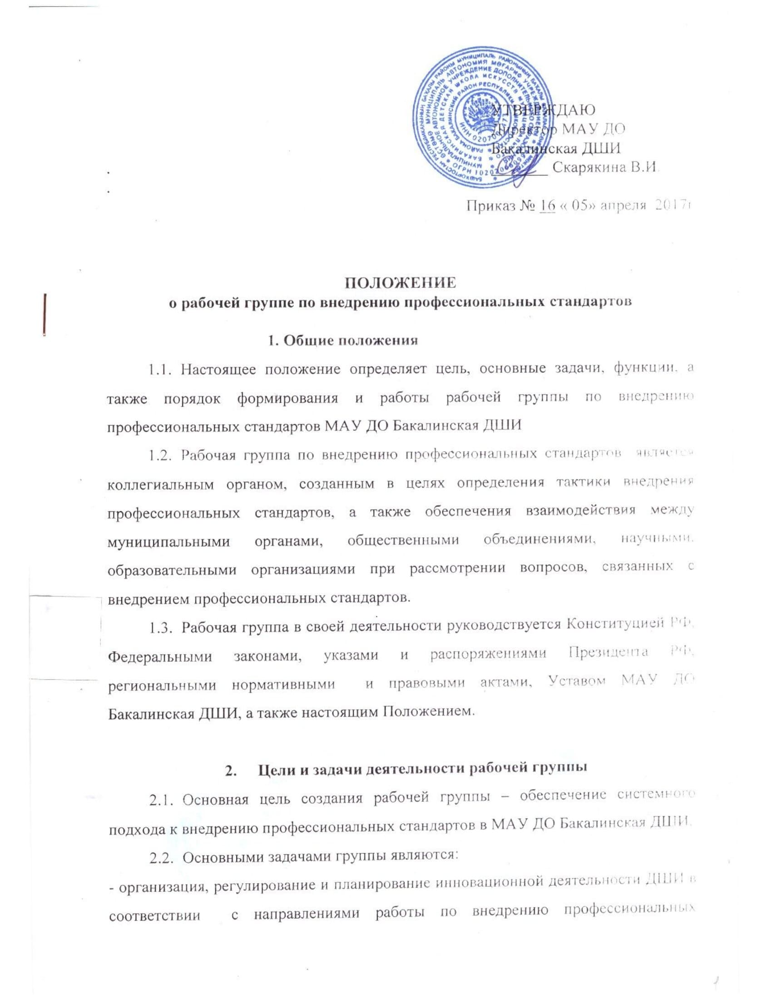 УТВЕРЖДАЮ
Директор МАУ ДО
Бакалинская ДШИ
Скарякина В.И.
Приказ № 16 « 05» апреля 2017г
ПОЛОЖЕНИЕ
о рабочей группе по внедрению профессиональных стандартов
1. Общие положения
1.1. Настоящее положение определяет цель, основные задачи, функции, а
также порядок формирования и работы рабочей группы по внедрению
профессиональных стандартов МАУ ДО Бакалинская ДШИ
1.2. Рабочая группа по внедрению профессиональных стандартов является
коллегиальным органом, созданным в целях определения тактики внедрения
профессиональных стандартов, а также обеспечения взаимодействия между
муниципальными органами, общественными объединениями, научными,
образовательными организациями при рассмотрении вопросов, связанных с
внедрением профессиональных стандартов.
1.3. Рабочая группа в своей деятельности руководствуется Конституцией РФ,
Федеральными законами, указами и распоряжениями Президента РФ,
региональными нормативными и правовыми актами, Уставом МАУ ДО
Бакалинская ДШИ, а также настоящим Положением.
2. Цели и задачи деятельности рабочей группы
2.1. Основная цель создания рабочей группы – обеспечение системного
подхода к внедрению профессиональных стандартов в МАУ ДО Бакалинская ДШИ.
2.2. Основными задачами группы являются:
- организация, регулирование и планирование инновационной деятельности ДШИ в
соответствии с направлениями работы по внедрению профессиональных